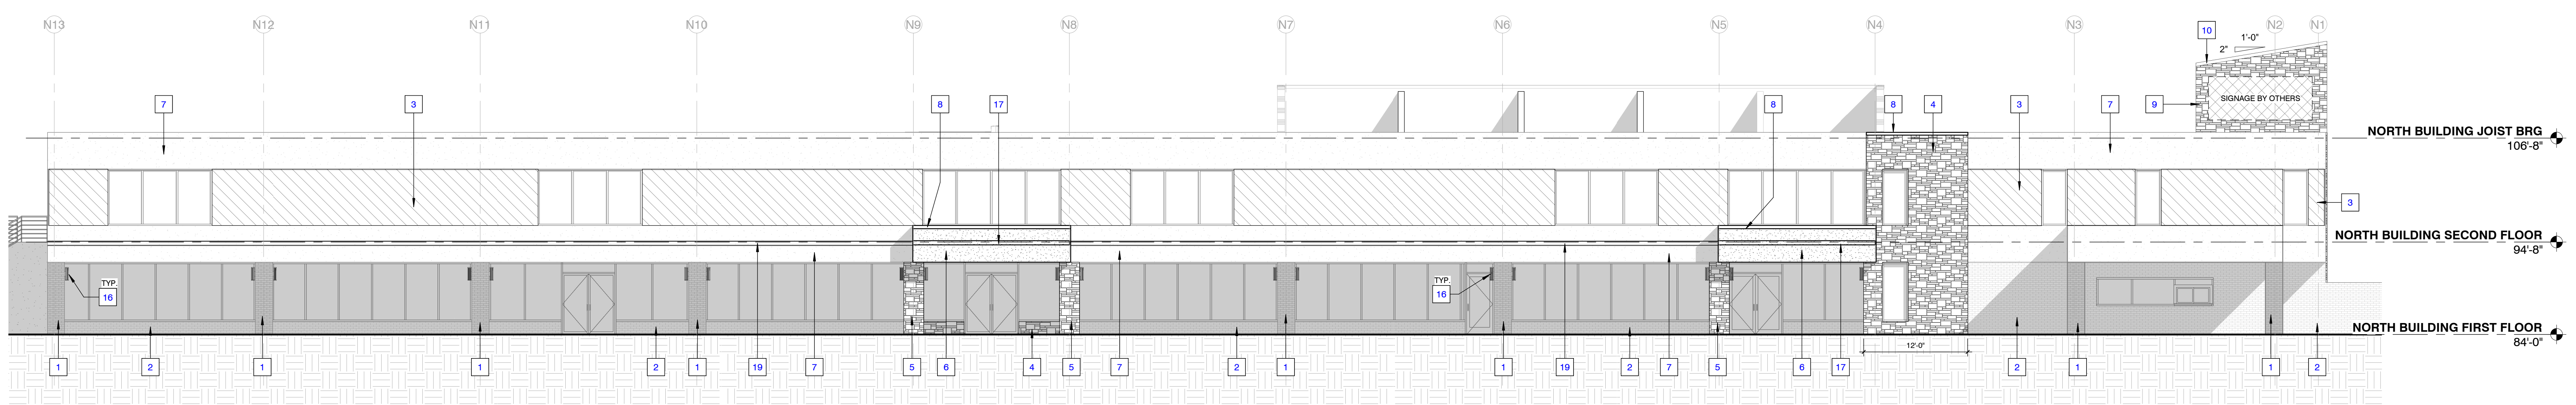 N13 N12 N11 N10 N9 N8 N7 N6 N5 N4 N3 N2 N1
10 1'-0"
2"
7 3 8 17 8 8 4 3 7 9 SIGNAGE BY OTHERS
NORTH BUILDING JOIST BRG
106'-8"
3
NORTH BUILDING SECOND FLOOR
94'-8"
TYP. TYP.
16 16
NORTH BUILDING FIRST FLOOR
84'-0"
12'-0"
1 2 1 1 2 1 19 7 5 6 4 5 7 2 1 1 19 2 7 5 6 17 2 1 1 2